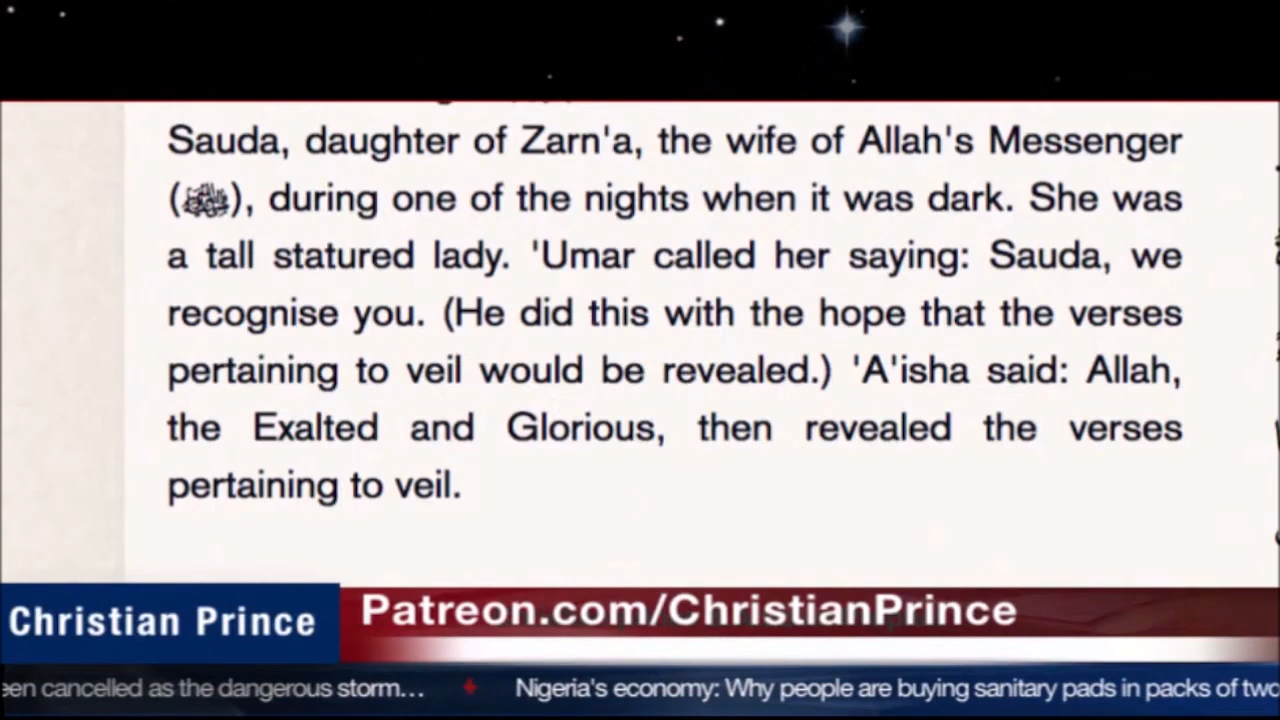 Sauda, daughter of Zarn'a, the wife of Allah's Messenger
(ﷺ), during one of the nights when it was dark. She was
a tall statured lady. 'Umar called her saying: Sauda, we
recognise you. (He did this with the hope that the verses
pertaining to veil would be revealed.) 'A'isha said: Allah,
the Exalted and Glorious, then revealed the verses
pertaining to veil.
Christian Prince
Patreon.com/ChristianPrince
cancelled as the dangerous storm...
Nigeria's economy: Why people are buying sanitary pads in packs of two